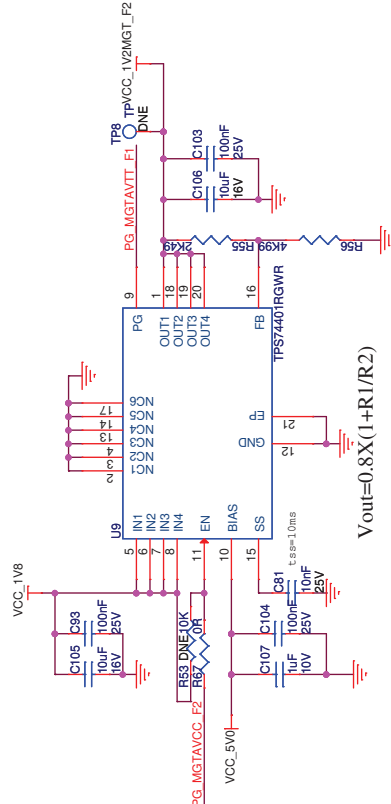 VCC_1V8
C105
10uF
16V
C93
100nF
25V
PG_MGTAVCC_F2
R53
DNE
10K
R67
0R
VCC_5V0
C107
1uF
10V
C104
100nF
25V
C81
10nF
25V
tss=10ms
U9
5
IN1
6
IN2
7
IN3
8
IN4
11
EN
10
BIAS
15
SS
2
NC1
3
NC2
4
NC3
13
NC4
14
NC5
17
NC6
12
GND
21
EP
PG
9
OUT1
1
OUT2
18
OUT3
19
OUT4
20
FB
16
TPS74401RGWR
PG_MGTAVTT_F1
TP8
TP
DNE
VCC_1V2MGT_F2
C106
10uF
16V
C103
100nF
25V
2K49
R55
4K99
R56
Vout=0.8X(1+R1/R2)